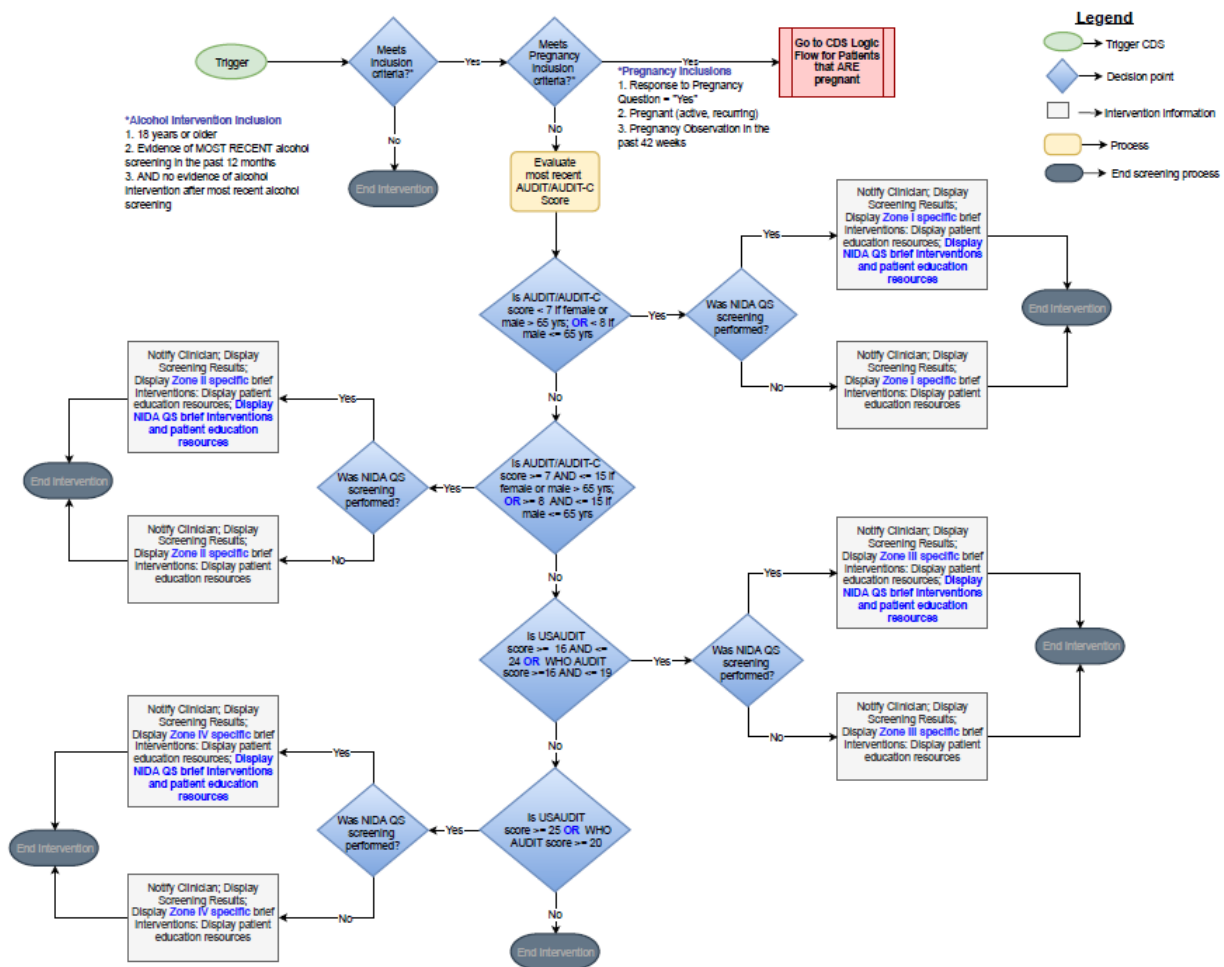 Legend
Trigger CDS
Decision point
Intervention Information
Process
End screening process
Trigger
Meets
Inclusion
criteria?*
Yes
Meets
Pregnancy
Inclusion
criteria?*
Yes
Go to CDS Logic
Flow for Patients
that ARE
pregnant
*Pregnancy Inclusions
1. Response to Pregnancy
Question = "Yes"
2. Pregnant (active, recurring)
3. Pregnancy Observation in the
past 42 weeks
*Alcohol Intervention Inclusion
1. 18 years or older
2. Evidence of MOST RECENT alcohol
screening in the past 12 months
3. AND no evidence of alcohol
Intervention after most recent alcohol
screening
No
End Intervention
No
Evaluate
most recent
AUDIT/AUDIT-C
Score
Is AUDIT/AUDIT-C
score < 7 if female or
male > 65 yrs; OR < 8 if
male <= 65 yrs
Yes
Was NIDA QS
screening
performed?
Yes
Notify Clinician; Display
Screening Results;
Display Zone I specific brief
Interventions: Display patient
education resources; Display
NIDA QS brief interventions
and patient education
resources
No
Notify Clinician; Display
Screening Results;
Display Zone I specific brief
Interventions: Display patient
education resources
End Intervention
No
Is AUDIT/AUDIT-C
score >= 7 AND <= 15 if
female or male > 65 yrs;
OR >= 8 AND <= 15 if
male <= 65 yrs
Yes
Was NIDA QS
screening
performed?
Yes
Notify Clinician; Display
Screening Results;
Display Zone II specific brief
Interventions: Display patient
education resources; Display
NIDA QS brief interventions
and patient education
resources
No
Notify Clinician; Display
Screening Results;
Display Zone II specific brief
Interventions: Display patient
education resources
End Intervention
No
Is USAUDIT
score >= 16 AND <=
24 OR WHO AUDIT
score >=16 AND <= 19
Yes
Was NIDA QS
screening
performed?
Yes
Notify Clinician; Display
Screening Results;
Display Zone III specific brief
Interventions: Display patient
education resources; Display
NIDA QS brief interventions
and patient education
resources
No
Notify Clinician; Display
Screening Results;
Display Zone III specific brief
Interventions: Display patient
education resources
End Intervention
No
Is USAUDIT
score >= 25 OR WHO
AUDIT score >= 20
Yes
Was NIDA QS
screening
performed?
Yes
Notify Clinician; Display
Screening Results;
Display Zone IV specific brief
Interventions: Display patient
education resources; Display
NIDA QS brief interventions
and patient education
resources
No
Notify Clinician; Display
Screening Results;
Display Zone IV specific brief
Interventions: Display patient
education resources
End Intervention
No
End Intervention